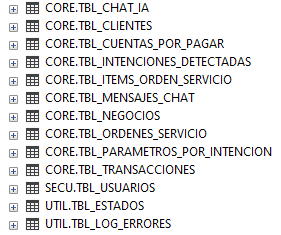 CORE.TBL_CHAT_IA
CORE.TBL_CLIENTES
CORE.TBL_CUENTAS_POR_PAGAR
CORE.TBL_INTENCIONES_DETECTADAS
CORE.TBL_ITEMS_ORDEN_SERVICIO
CORE.TBL_MENSAJES_CHAT
CORE.TBL_NEGOCIOS
CORE.TBL_ORDENES_SERVICIO
CORE.TBL_PARAMETROS_POR_INTENCION
CORE.TBL_TRANSACCIONES
SECU.TBL_USUARIOS
UTIL.TBL_ESTADOS
UTIL.TBL_LOG_ERRORES